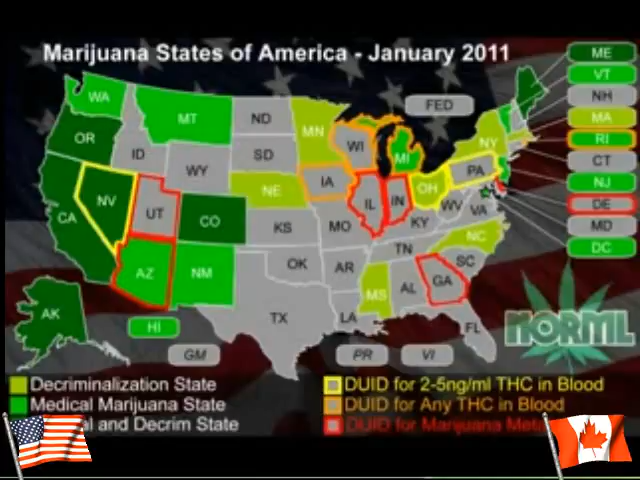 Marijuana States of America - January 2011
ME
WA
VT
MT
ND
FED
NH
MN
MA
OR
ID
SD
WI
NY
RI
MI
WY
CT
IA
PA
NE
OH
NJ
NV
UT
IL
IN
DE
CA
CO
WV
VA
KS
MO
KY
MD
NC
TN
DC
AZ
NM
OK
AR
SC
MS
AL
GA
AK
TX
LA
FL
HI
NORML
GM
PR
VI
Decriminalization State
DUID for 2-5ng/ml THC in Blood
Medical Marijuana State
DUID for Any THC in Blood
and Decrim State
DUID for Marijuana